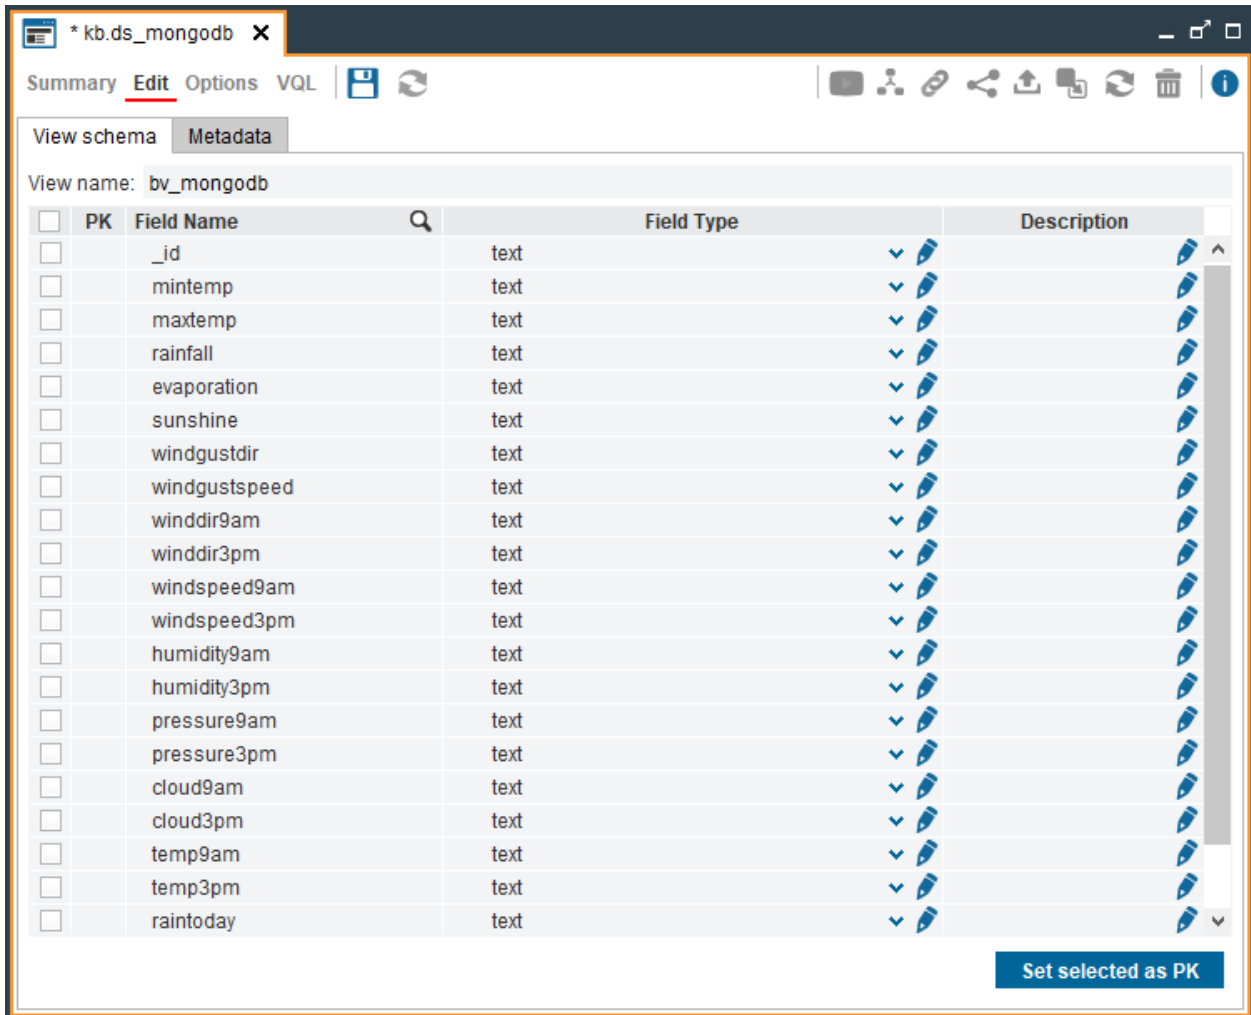 * kb.ds_mongodb
Summary Edit Options VQL
View schema Metadata
View name: bv_mongodb
PK Field Name Field Type Description
_id text
mintemp text
maxtemp text
rainfall text
evaporation text
sunshine text
windgustdir text
windgustspeed text
winddir9am text
winddir3pm text
windspeed9am text
windspeed3pm text
humidity9am text
humidity3pm text
pressure9am text
pressure3pm text
cloud9am text
cloud3pm text
temp9am text
temp3pm text
raintoday text
Set selected as PK